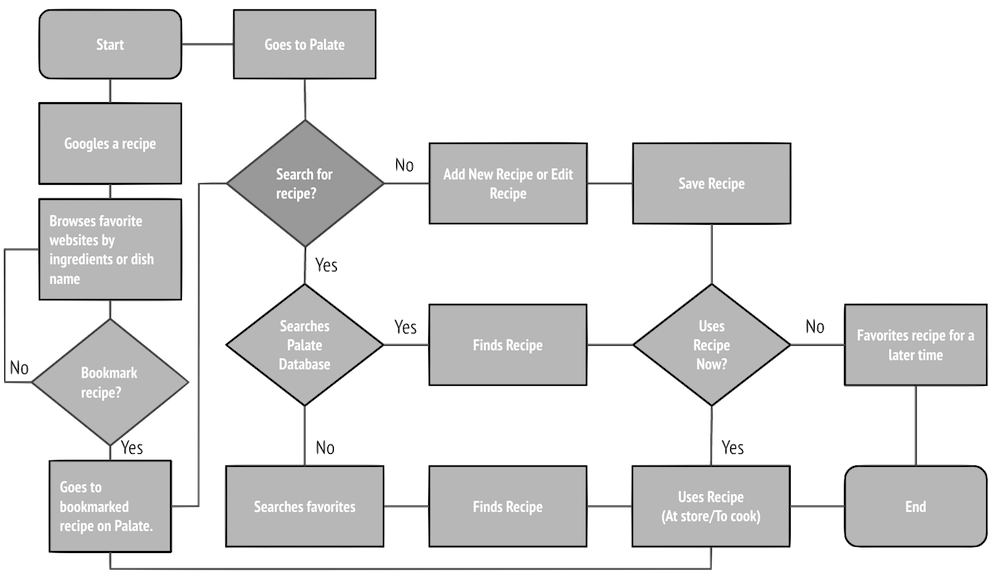 Start
Goes to Palate
Googles a recipe
Search for
recipe?
No
Add New Recipe or Edit
Recipe
Save Recipe
Browses favorite
websites by
ingredients or dish
name
Yes
Searches
Palate
Database
Yes
Finds Recipe
Uses
Recipe
Now?
No
Favorites recipe for a
later time
No
Bookmark
recipe?
Yes
No
Yes
Goes to
bookmarked
recipe on Palate.
Searches favorites
Finds Recipe
Uses Recipe
(At store/To cook)
End